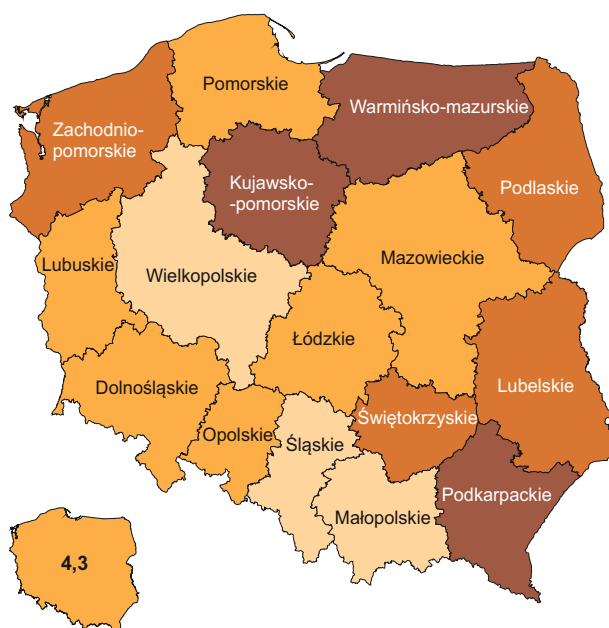 Pomorskie
Warmińsko-mazurskie
Zachodnio-
pomorskie
Kujawsko-
-pomorskie
Podlaskie
Lubuskie
Wielkopolskie
Mazowieckie
Łódzkie
Dolnośląskie
Lubelskie
Świętokrzyskie
Opolskie
Śląskie
Podkarpackie
Małopolskie
4,3